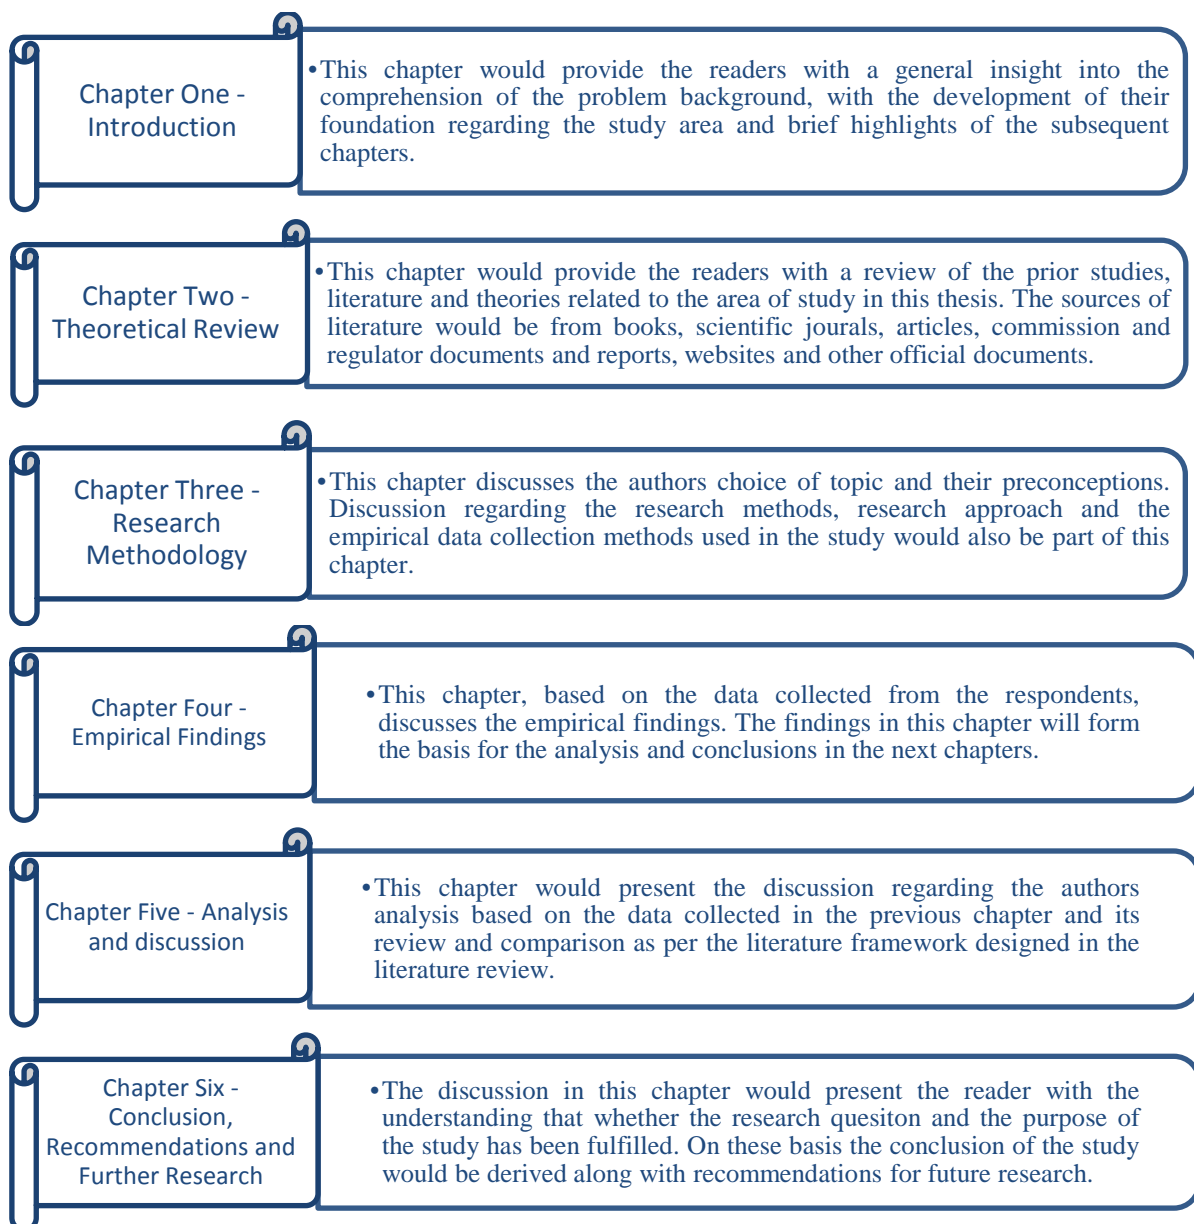 Chapter One -
Introduction
•This chapter would provide the readers with a general insight into the
comprehension of the problem background, with the development of their
foundation regarding the study area and brief highlights of the subsequent
chapters.
Chapter Two -
Theoretical Review
•This chapter would provide the readers with a review of the prior studies,
literature and theories related to the area of study in this thesis. The sources of
literature would be from books, scientific jourals, articles, commission and
regulator documents and reports, websites and other official documents.
Chapter Three -
Research
Methodology
•This chapter discusses the authors choice of topic and their preconceptions.
Discussion regarding the research methods, research approach and the
empirical data collection methods used in the study would also be part of this
chapter.
Chapter Four -
Empirical Findings
•This chapter, based on the data collected from the respondents,
discusses the empirical findings. The findings in this chapter will form
the basis for the analysis and conclusions in the next chapters.
Chapter Five - Analysis
and discussion
•This chapter would present the discussion regarding the authors
analysis based on the data collected in the previous chapter and its
review and comparison as per the literature framework designed in the
literature review.
Chapter Six -
Conclusion,
Recommendations and
Further Research
•The discussion in this chapter would present the reader with the
understanding that whether the research quesiton and the purpose of
the study has been fulfilled. On these basis the conclusion of the study
would be derived along with recommendations for future research.